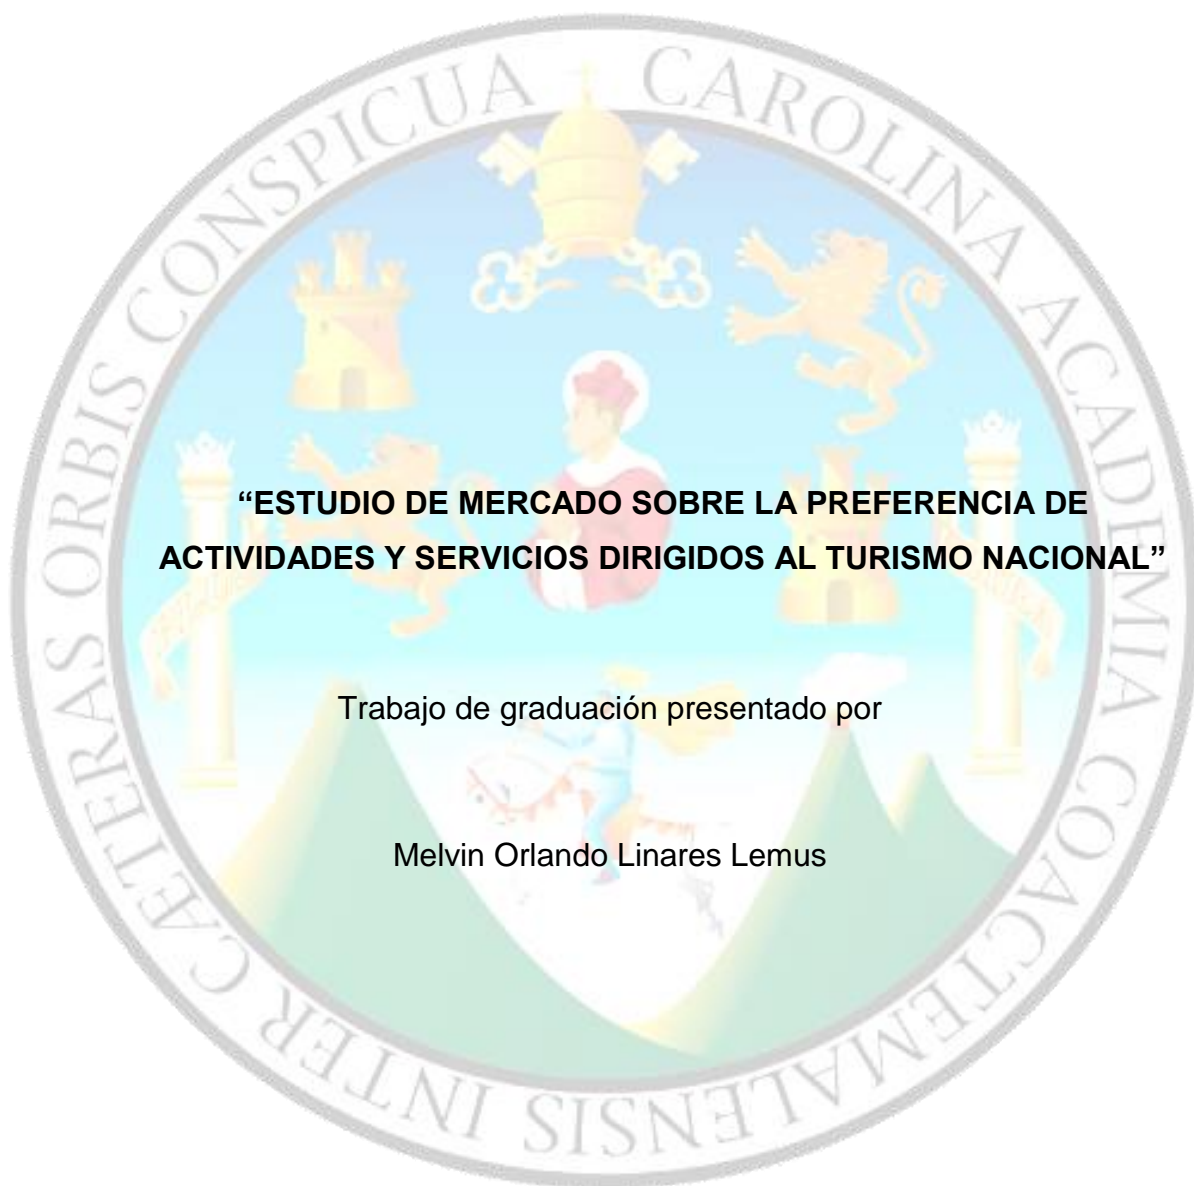 CAETERAS ORBIS CONSPICUA CAROLINA ACADEMIA COACTEMALENSIS INTER
“ESTUDIO DE MERCADO SOBRE LA PREFERENCIA DE
ACTIVIDADES Y SERVICIOS DIRIGIDOS AL TURISMO NACIONAL”
Trabajo de graduación presentado por
Melvin Orlando Linares Lemus